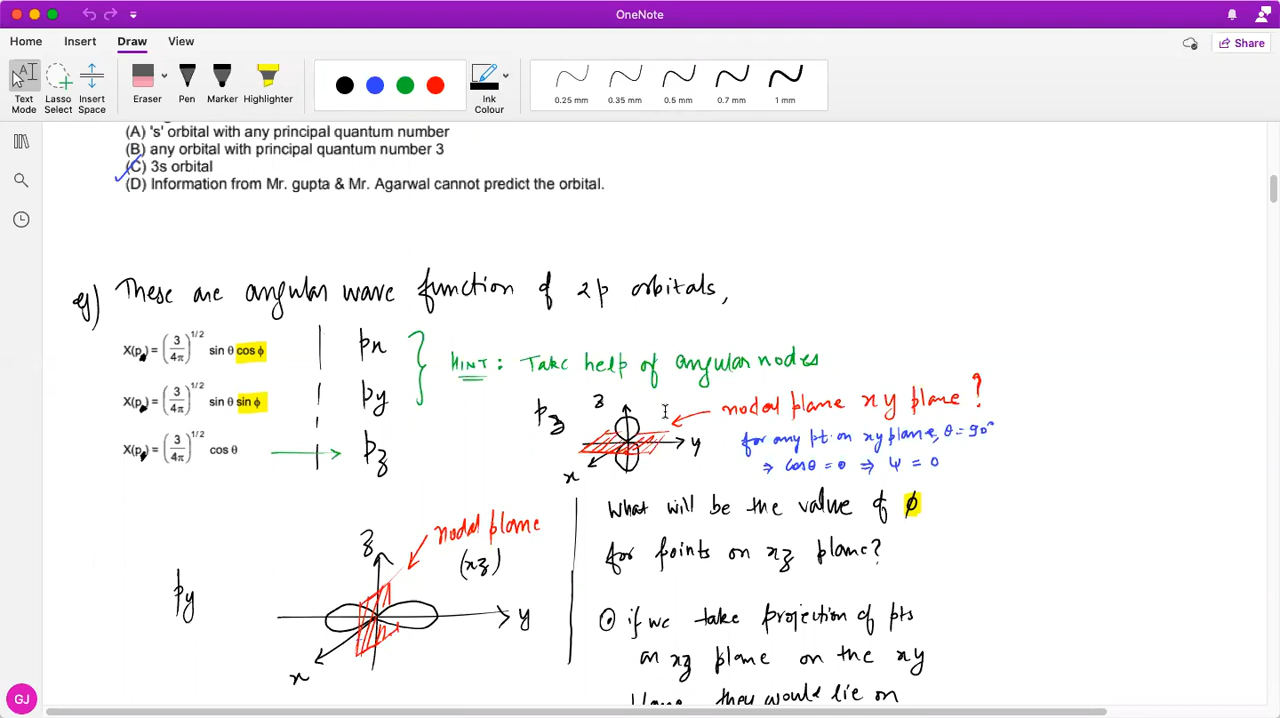 OneNote
Home Insert Draw View
Share
Text Mode
Lasso Select
Insert Space
Eraser
Pen
Marker
Highlighter
Ink Colour
0.25 mm 0.35 mm 0.5 mm 0.7 mm 1 mm
(A) 's' orbital with any principal quantum number
(B) any orbital with principal quantum number 3
(C) 3s orbital
(D) Information from Mr. gupta & Mr. Agarwal cannot predict the orbital.
eg) These are angular wave function of 2p orbitals,
X(p ) = (3/4π)^1/2 sin θ cos ϕ | px
HINT: Take help of angular nodes
X(p ) = (3/4π)^1/2 sin θ sin ϕ | py
X(p ) = (3/4π)^1/2 cos θ → pz
pz z y x
nodal plane xy plane?
for any pt on xy plane, θ = 90°
⇒ cosθ = 0 ⇒ Ψ = 0
py z y x
nodal plane
(xz)
What will be the value of ϕ
for points on xz plane?
if we take projection of pts
on xz plane on the xy
plane they would lie on
GJ